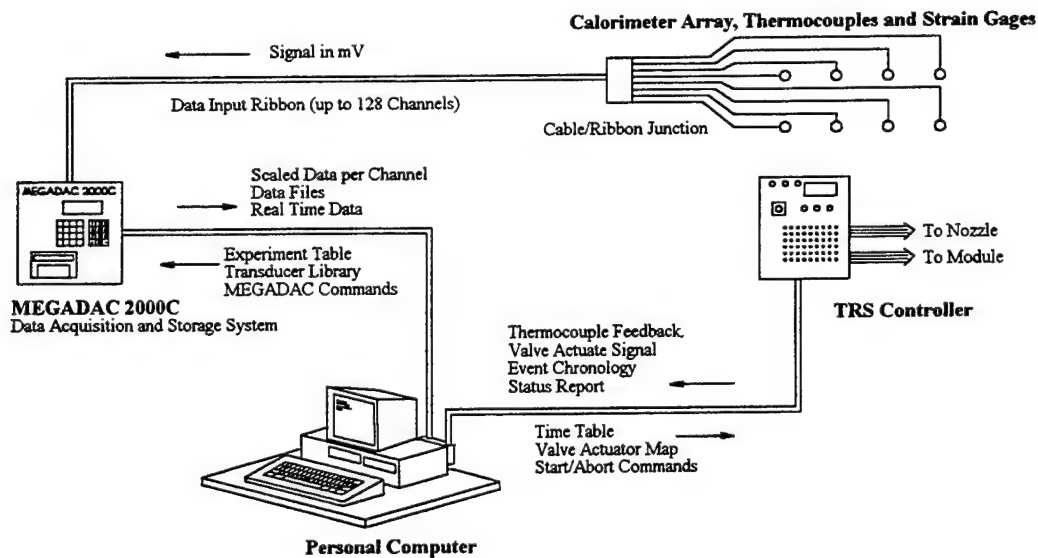 Calorimeter Array, Thermocouples and Strain Gages
Signal in mV
Data Input Ribbon (up to 128 Channels)
Cable/Ribbon Junction
MEGADAC 2000C
Scaled Data per Channel
Data Files
Real Time Data
Experiment Table
Transducer Library
MEGADAC Commands
MEGADAC 2000C
Data Acquisition and Storage System
To Nozzle
To Module
TRS Controller
Thermocouple Feedback,
Valve Actuate Signal
Event Chronology
Status Report
Time Table
Valve Actuator Map
Start/Abort Commands
Personal Computer